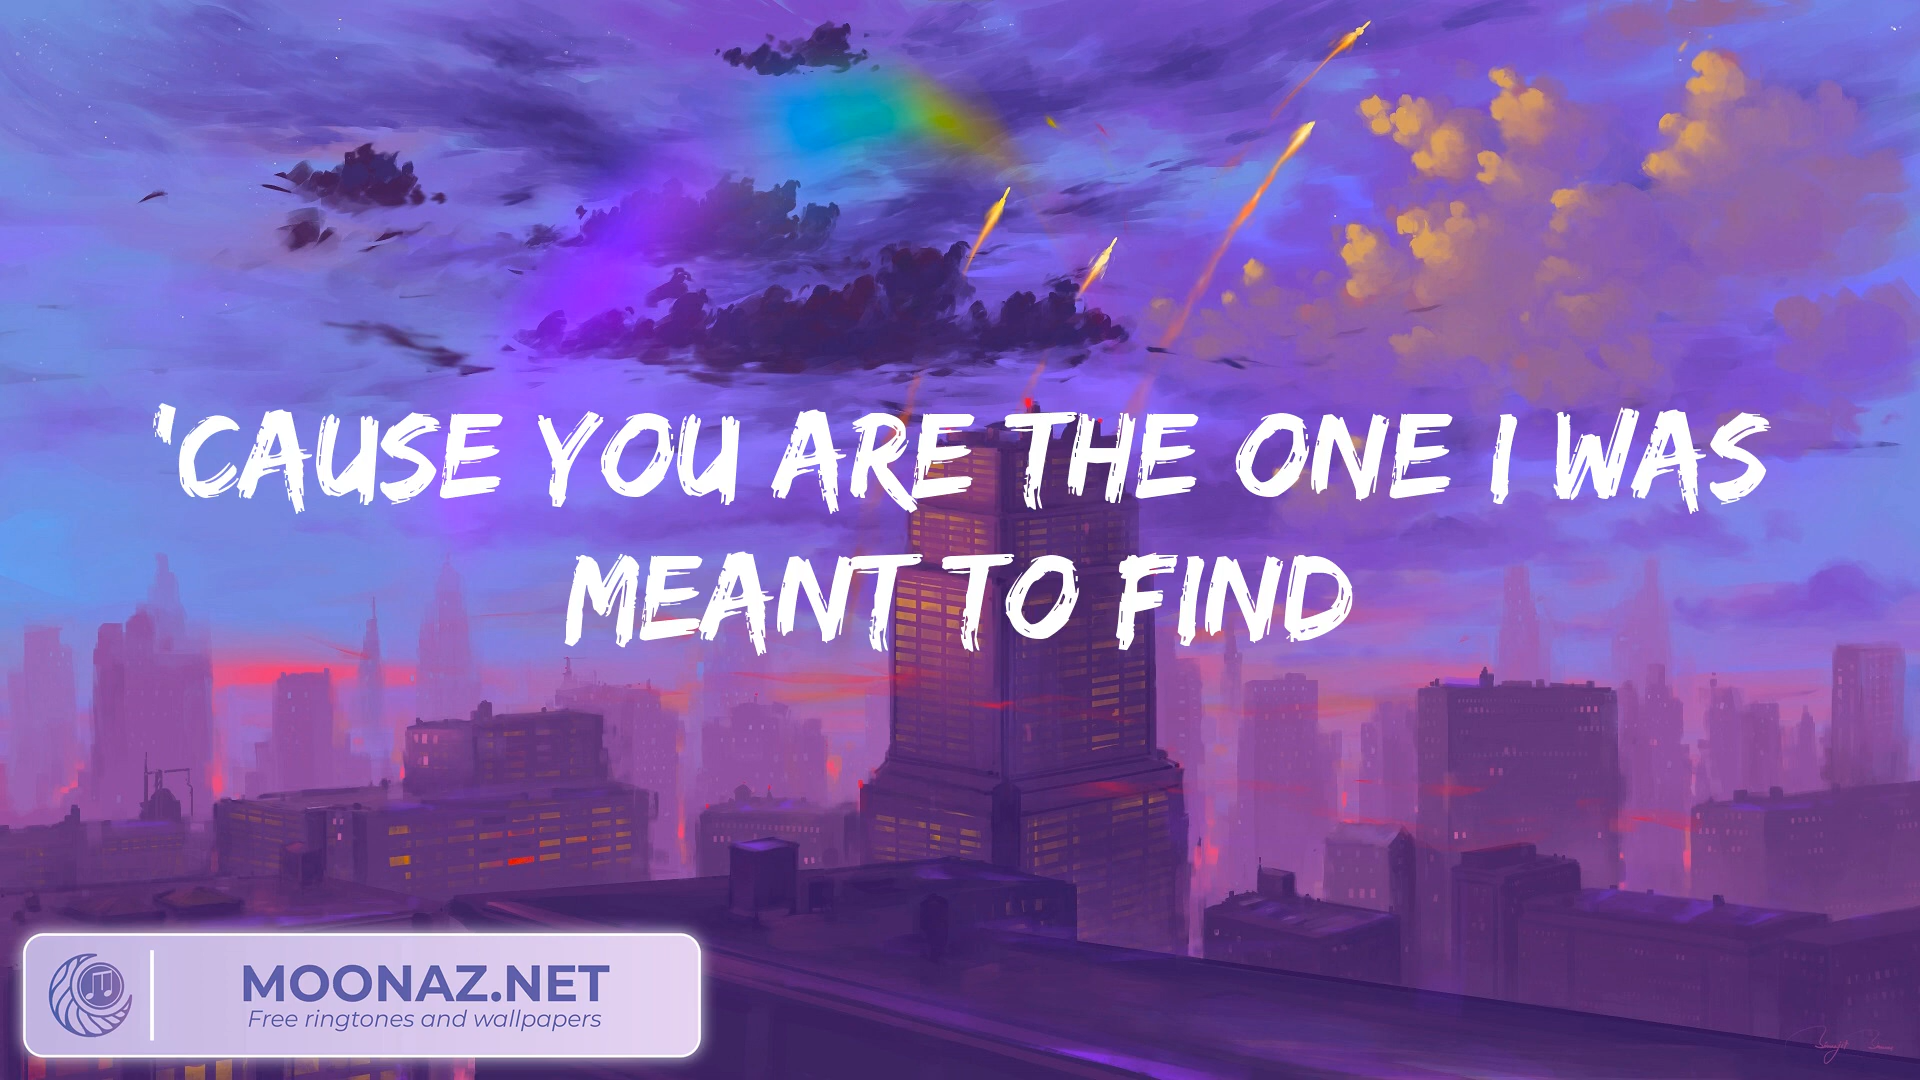 'CAUSE YOU ARE THE ONE I WAS
MEANT TO FIND
MOONAZ.NET
Free ringtones and wallpapers